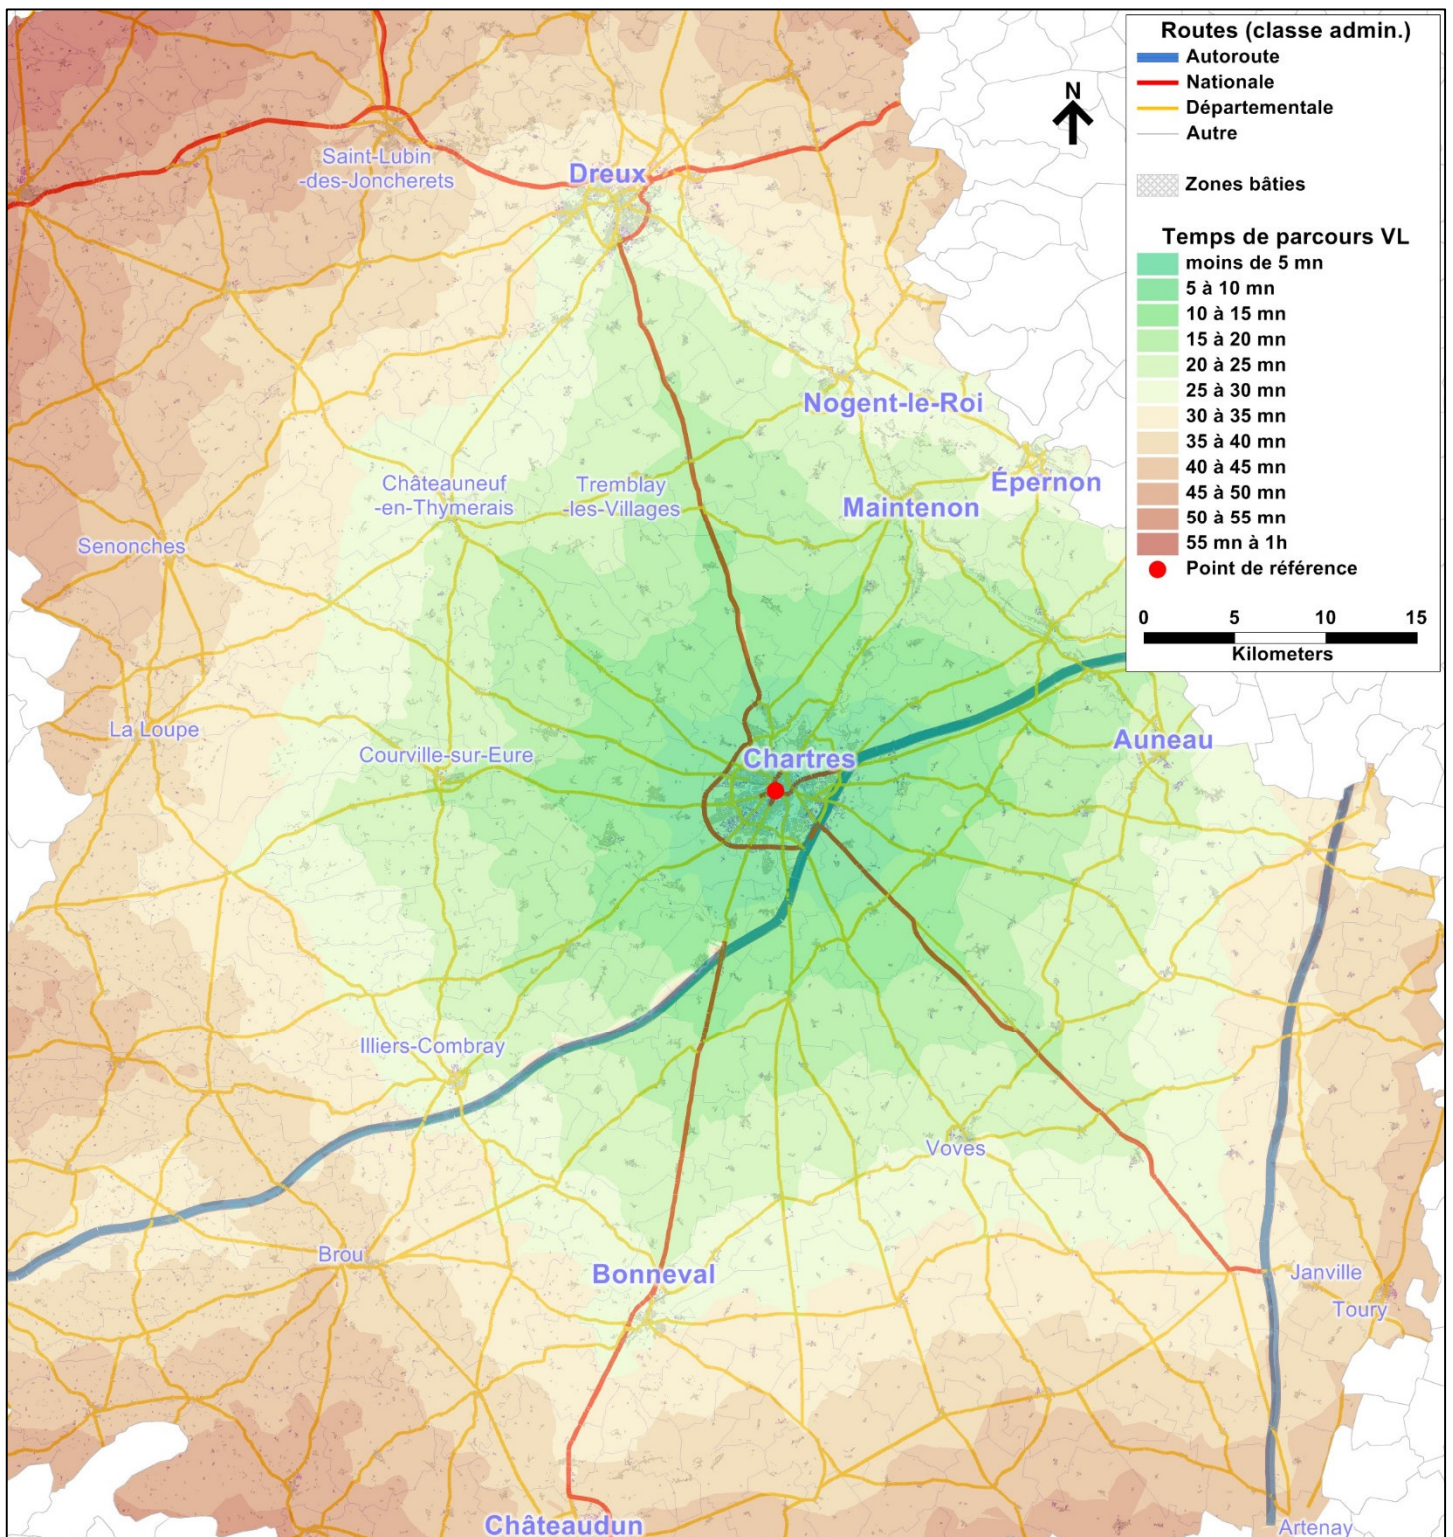 Routes (classe admin.)
Autoroute
Nationale
Départementale
Autre
Zones bâties
Temps de parcours VL
moins de 5 mn
5 à 10 mn
10 à 15 mn
15 à 20 mn
20 à 25 mn
25 à 30 mn
30 à 35 mn
35 à 40 mn
40 à 45 mn
45 à 50 mn
50 à 55 mn
55 mn à 1h
Point de référence
0 5 10 15
Kilometers
N
Saint-Lubin
-des-Joncherets
Dreux
Nogent-le-Roi
Épernon
Châteauneuf
-en-Thymerais
Tremblay
-les-Villages
Maintenon
Senonches
La Loupe
Courville-sur-Eure
Chartres
Auneau
Illiers-Combray
Voves
Brou
Bonneval
Janville
Toury
Châteaudun
Artenay